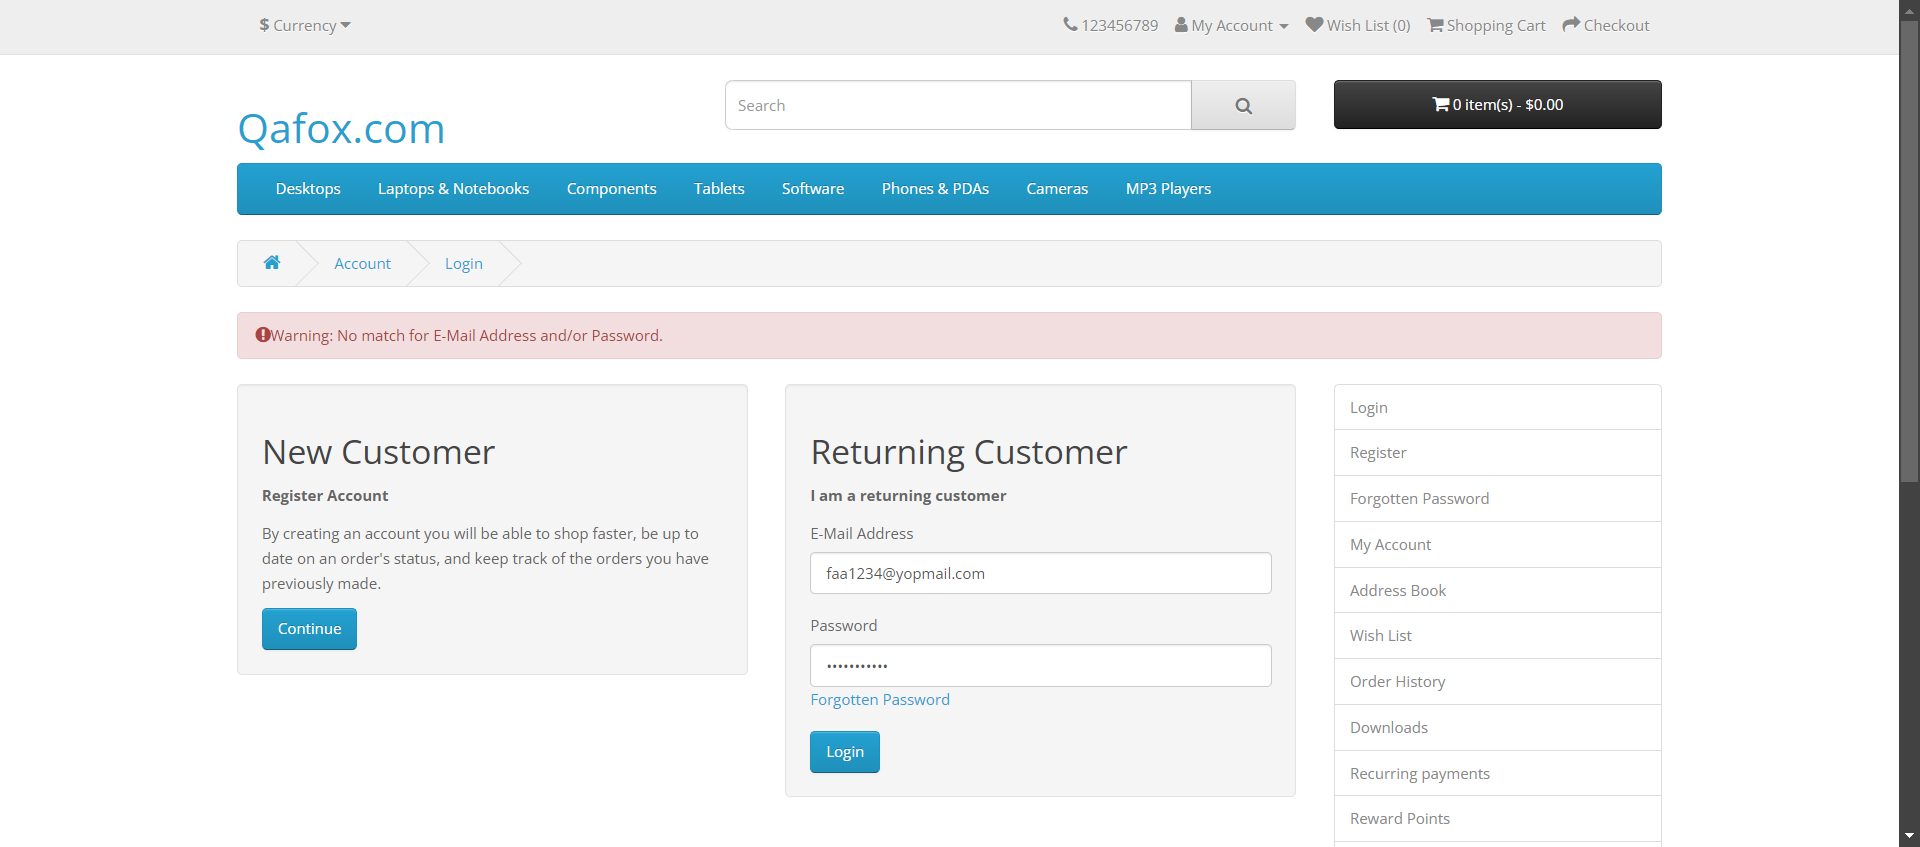 $ Currency
123456789 My Account Wish List (0) Shopping Cart Checkout
Qafox.com
Search
0 item(s) - $0.00
Desktops Laptops & Notebooks Components Tablets Software Phones & PDAs Cameras MP3 Players
Account Login
Warning: No match for E-Mail Address and/or Password.
New Customer
Register Account
By creating an account you will be able to shop faster, be up to
date on an order's status, and keep track of the orders you have
previously made.
Continue
Returning Customer
I am a returning customer
E-Mail Address
faa1234@yopmail.com
Password
•••••••••••
Forgotten Password
Login
Login
Register
Forgotten Password
My Account
Address Book
Wish List
Order History
Downloads
Recurring payments
Reward Points